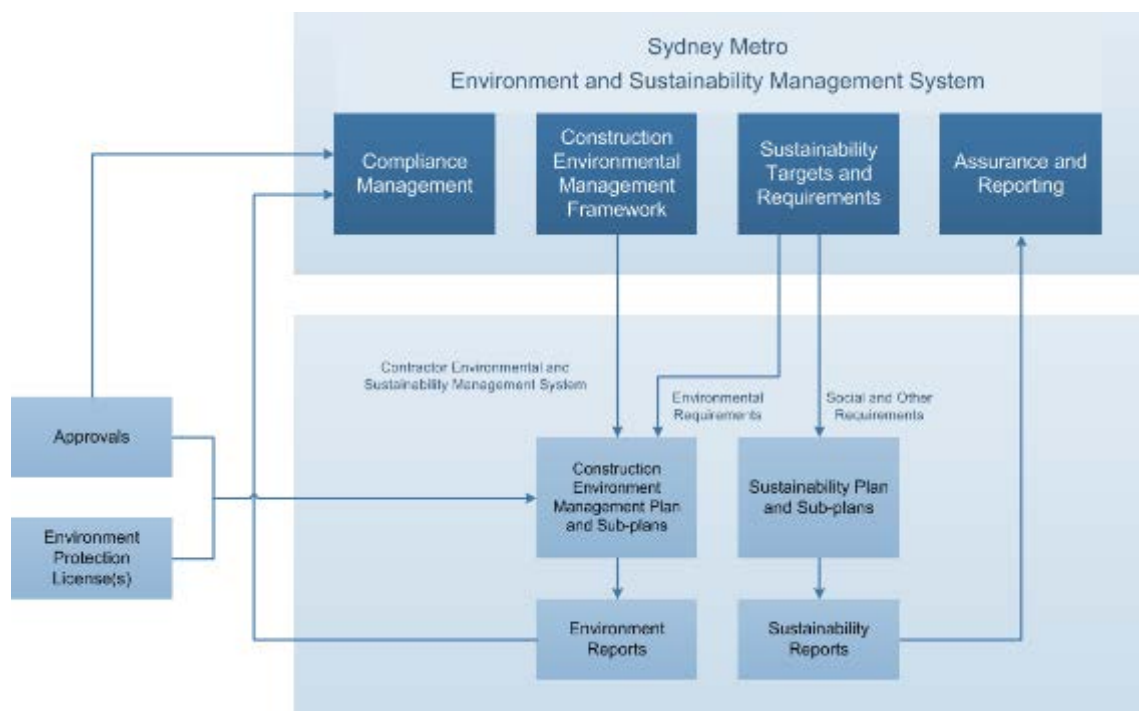 Sydney Metro
Environment and Sustainability Management System
Compliance
Management
Construction
Environmental
Management
Framework
Sustainability
Targets and
Requirements
Assurance and
Reporting
Contractor Environmental and
Sustainability Management System
Environmental
Requirements
Social and Other
Requirements
Approvals
Construction
Environment
Management Plan
and Sub-plans
Sustainability Plan
and Sub-plans
Environment
Protection
License(s)
Environment
Reports
Sustainability
Reports